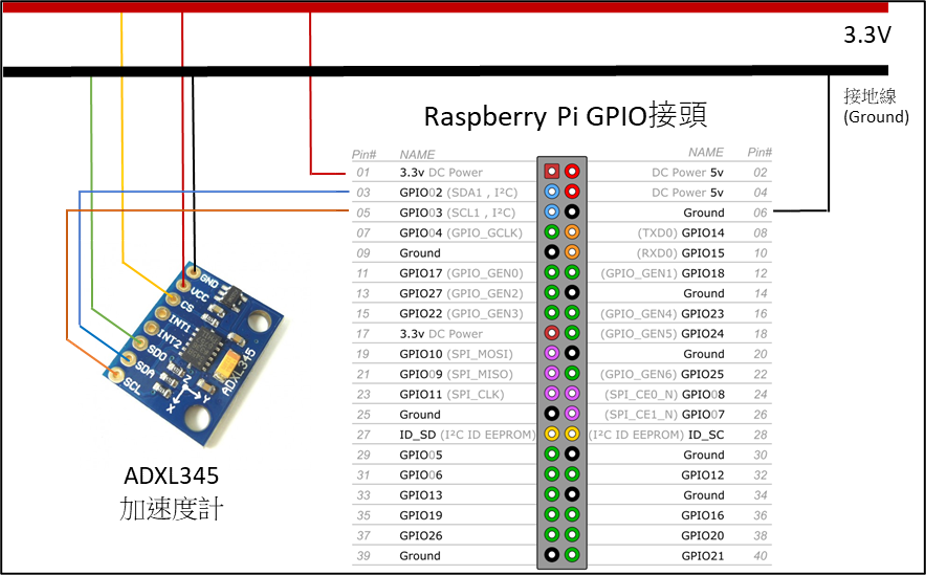 3.3V
接地線
(Ground)
Raspberry Pi GPIO接頭
Pin# NAME NAME Pin#
01 3.3v DC Power DC Power 5v 02
03 GPIO02 (SDA1 , I²C) DC Power 5v 04
05 GPIO03 (SCL1 , I²C) Ground 06
07 GPIO04 (GPIO_GCLK) (TXD0) GPIO14 08
09 Ground (RXD0) GPIO15 10
11 GPIO17 (GPIO_GEN0) (GPIO_GEN1) GPIO18 12
13 GPIO27 (GPIO_GEN2) Ground 14
15 GPIO22 (GPIO_GEN3) (GPIO_GEN4) GPIO23 16
17 3.3v DC Power (GPIO_GEN5) GPIO24 18
19 GPIO10 (SPI_MOSI) Ground 20
21 GPIO09 (SPI_MISO) (GPIO_GEN6) GPIO25 22
23 GPIO11 (SPI_CLK) (SPI_CE0_N) GPIO08 24
25 Ground (SPI_CE1_N) GPIO07 26
27 ID_SD (I²C ID EEPROM) (I²C ID EEPROM) ID_SC 28
29 GPIO05 Ground 30
31 GPIO06 GPIO12 32
33 GPIO13 Ground 34
35 GPIO19 GPIO16 36
37 GPIO26 GPIO20 38
39 Ground GPIO21 40
GND
VCC
CS
INT1
INT2
SDO
SDA
SCL
ADXL345
Z
Y
X
ADXL345
加速度計